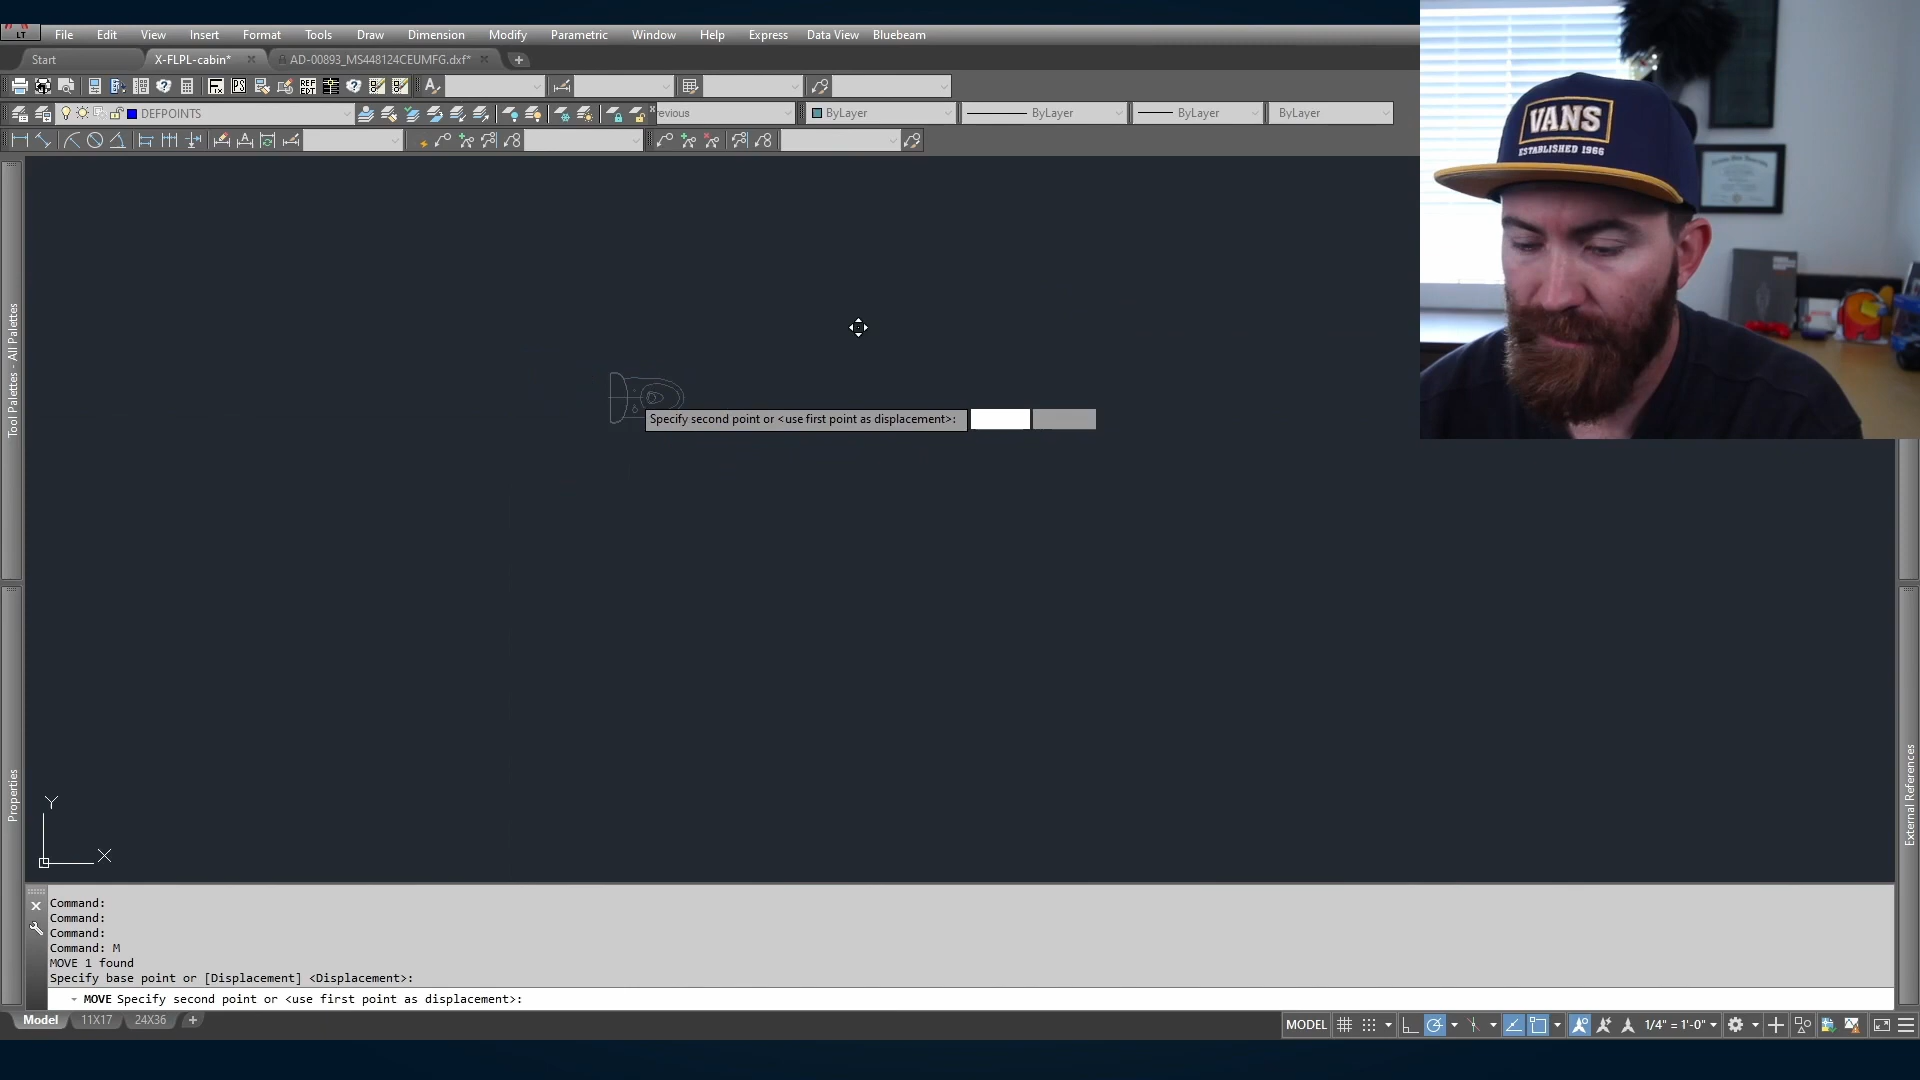 LT
File Edit View Insert Format Tools Draw Dimension Modify Parametric Window Help Express Data View Bluebeam
Start X-FLPL-cabin* AD-00893_MS448124CEUMFG.dxf*
DEFPOINTS evious ByLayer ByLayer ByLayer ByLayer
VANS
ESTABLISHED 1966
Tool Palettes - All Palettes
Specify second point or <use first point as displacement>:
Properties
External References
Y
X
Command:
Command:
Command:
Command: M
MOVE 1 found
Specify base point or [Displacement] <Displacement>:
MOVE Specify second point or <use first point as displacement>:
Model 11X17 24X36
MODEL 1/4" = 1'-0"